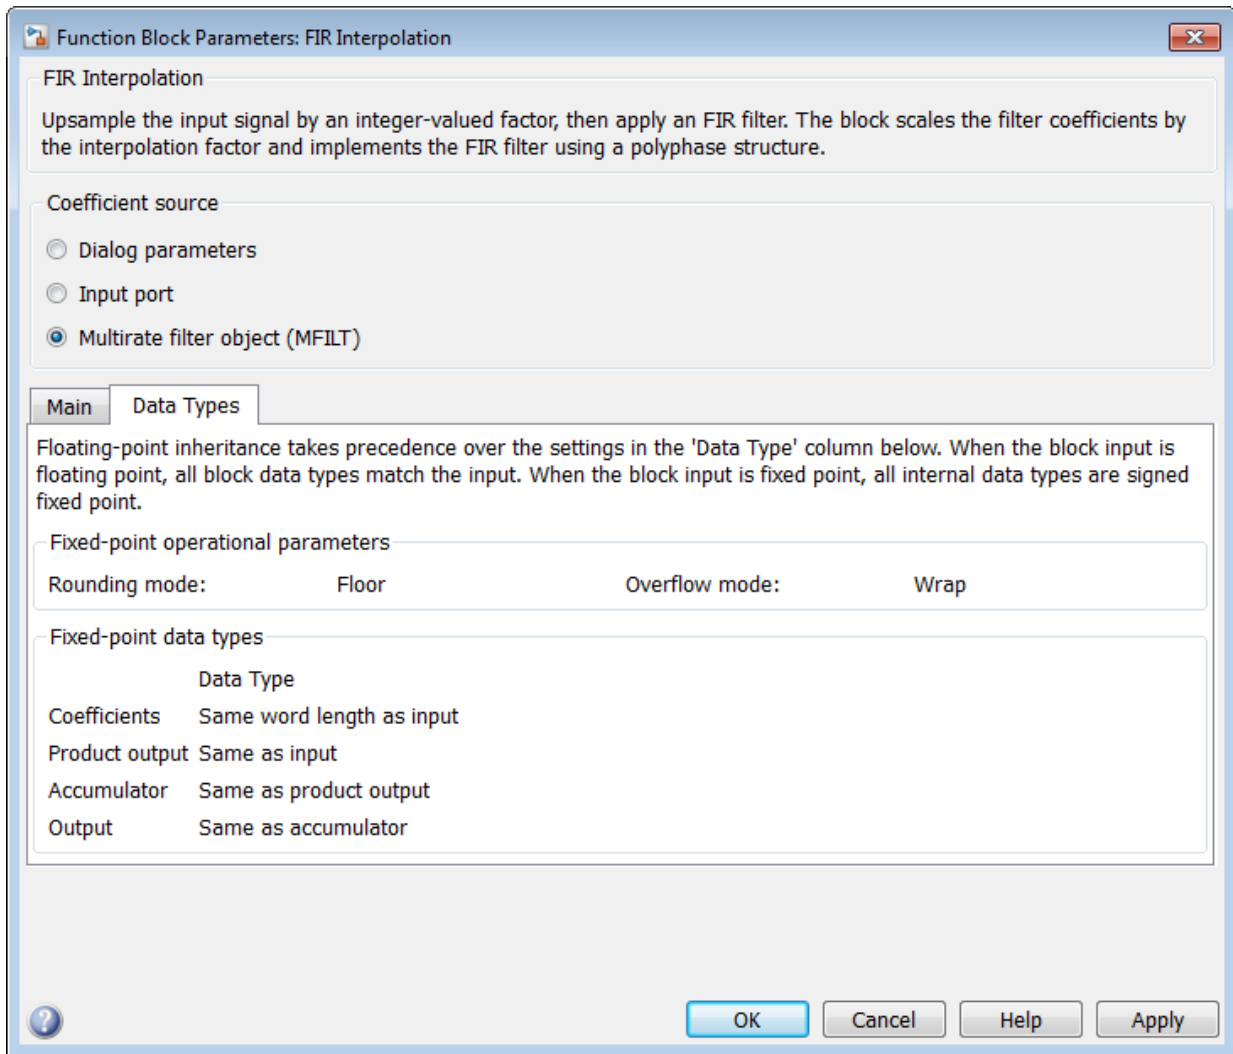 Function Block Parameters: FIR Interpolation
FIR Interpolation
Upsample the input signal by an integer-valued factor, then apply an FIR filter. The block scales the filter coefficients by
the interpolation factor and implements the FIR filter using a polyphase structure.
Coefficient source
Dialog parameters
Input port
Multirate filter object (MFILT)
Main Data Types
Floating-point inheritance takes precedence over the settings in the 'Data Type' column below. When the block input is
floating point, all block data types match the input. When the block input is fixed point, all internal data types are signed
fixed point.
Fixed-point operational parameters
Rounding mode: Floor Overflow mode: Wrap
Fixed-point data types
Data Type
Coefficients Same word length as input
Product output Same as input
Accumulator Same as product output
Output Same as accumulator
? OK Cancel Help Apply